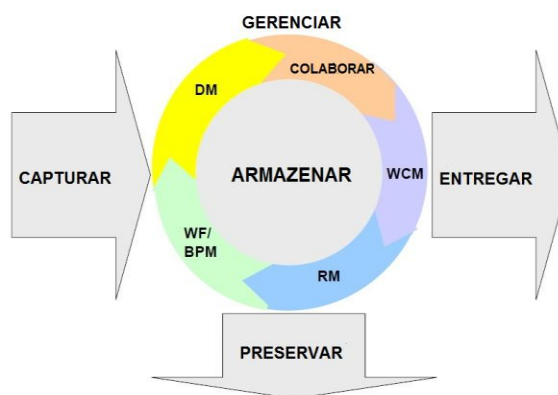 GERENCIAR
COLABORAR
DM
CAPTURAR
ARMAZENAR
WCM
ENTREGAR
WF/
BPM
RM
PRESERVAR